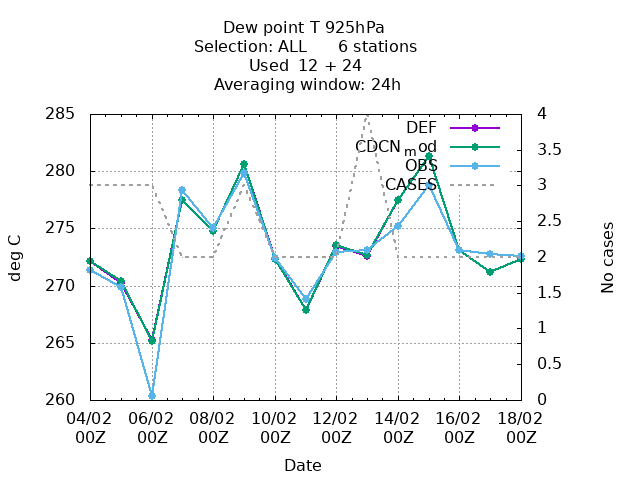 Dew point T 925hPa
Selection: ALL      6 stations
Used  12 + 24
Averaging window: 24h
DEF
CDCN_mod
OBS
CASES
285
280
275
270
265
260
4
3.5
3
2.5
2
1.5
1
0.5
0
deg C
No cases
04/02 06/02 08/02 10/02 12/02 14/02 16/02 18/02
00Z 00Z 00Z 00Z 00Z 00Z 00Z 00Z
Date